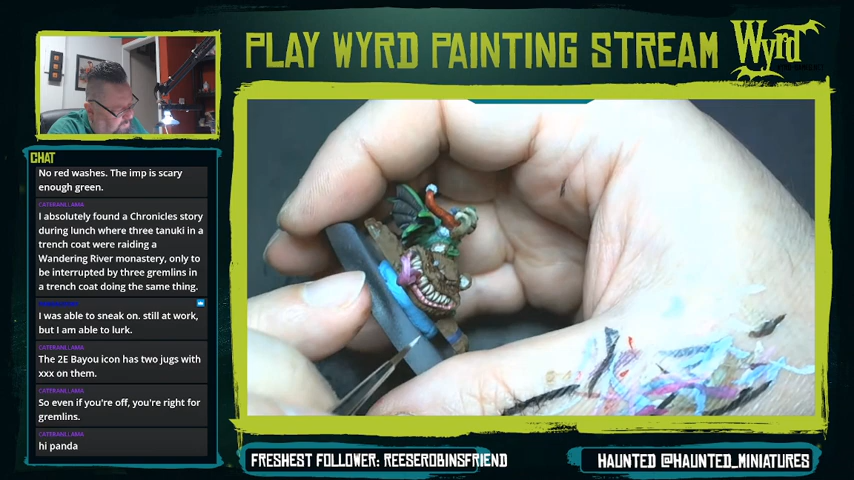 PLAY WYRD PAINTING STREAM
Wyrd
CHAT
No red washes. The imp is scary
enough green.
CATERANLLAMA
I absolutely found a Chronicles story
during lunch where three tanuki in a
trench coat were raiding a
Wandering River monastery, only to
be interrupted by three gremlins in
a trench coat doing the same thing.
I was able to sneak on. still at work,
but I am able to lurk.
CATERANLLAMA
The 2E Bayou icon has two jugs with
xxx on them.
CATERANLLAMA
So even if you're off, you're right for
gremlins.
CATERANLLAMA
hi panda
FRESHEST FOLLOWER: REESEROBINSFRIEND
HAUNTED @HAUNTED_MINIATURES